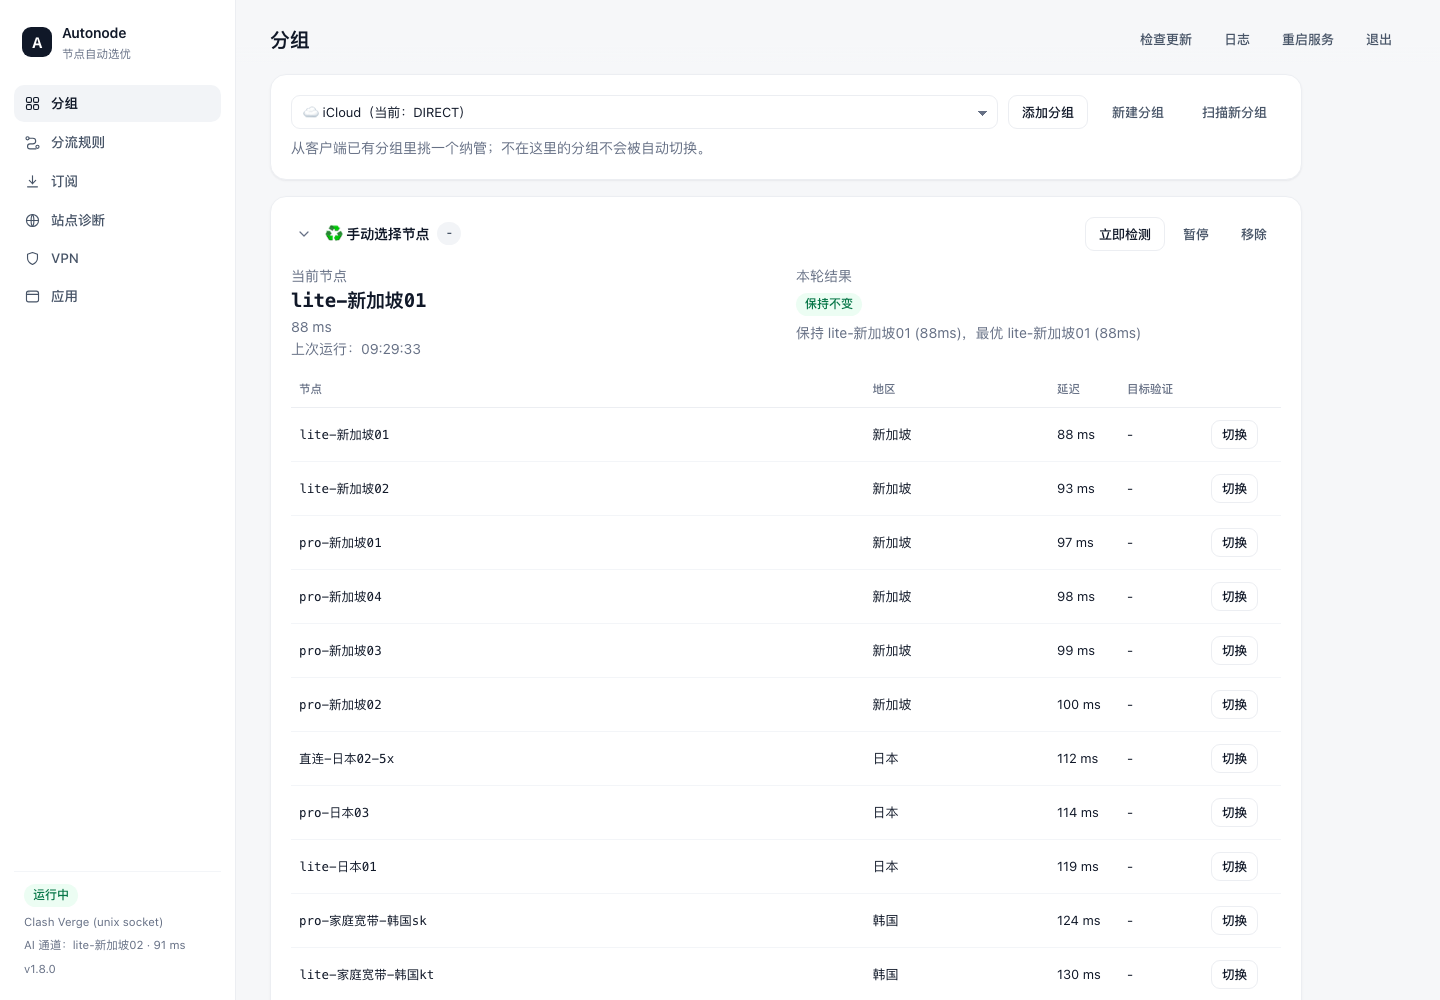 A
Autonode
节点自动选优
分组
分流规则
订阅
站点诊断
VPN
应用
运行中
Clash Verge (unix socket)
AI 通道：lite-新加坡02 · 91 ms
v1.8.0
分组
检查更新 日志 重启服务 退出
☁️ iCloud（当前：DIRECT） 添加分组 新建分组 扫描新分组
从客户端已有分组里挑一个纳管；不在这里的分组不会被自动切换。
♻️ 手动选择节点 - 立即检测 暂停 移除
当前节点
lite-新加坡01
88 ms
上次运行：09:29:33
本轮结果
保持不变
保持 lite-新加坡01 (88ms)，最优 lite-新加坡01 (88ms)
节点 地区 延迟 目标验证
lite-新加坡01 新加坡 88 ms - 切换
lite-新加坡02 新加坡 93 ms - 切换
pro-新加坡01 新加坡 97 ms - 切换
pro-新加坡04 新加坡 98 ms - 切换
pro-新加坡03 新加坡 99 ms - 切换
pro-新加坡02 新加坡 100 ms - 切换
直连-日本02-5x 日本 112 ms - 切换
pro-日本03 日本 114 ms - 切换
lite-日本01 日本 119 ms - 切换
pro-家庭宽带-韩国sk 韩国 124 ms - 切换
lite-家庭宽带-韩国kt 韩国 130 ms - 切换